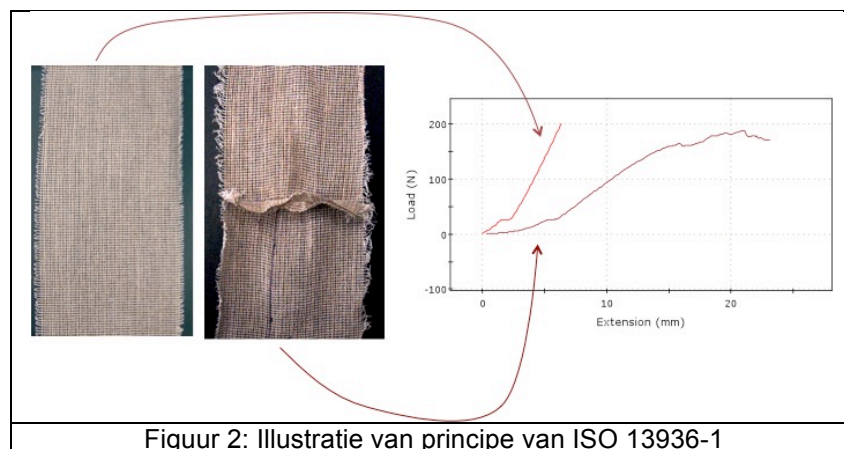 200
100
0
-100
Load (N)
0
10
20
Extension (mm)
Figuur 2: Illustratie van principe van ISO 13936-1